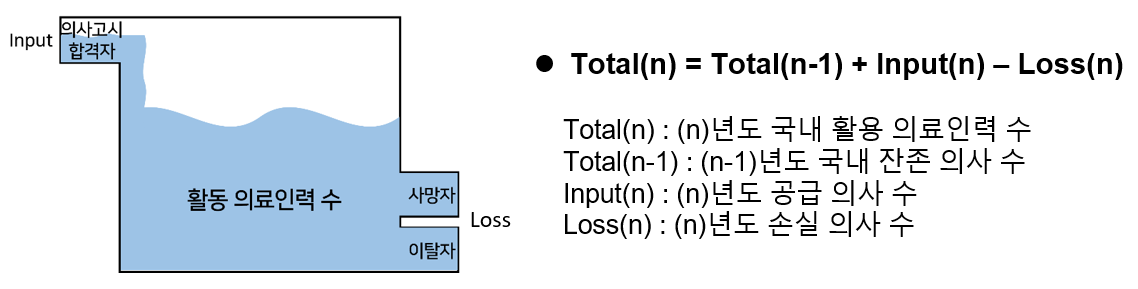 Input
의사고시
합격자
활동 의료인력 수
사망자
Loss
이탈자
● Total(n) = Total(n-1) + Input(n) – Loss(n)
Total(n) : (n)년도 국내 활용 의료인력 수
Total(n-1) : (n-1)년도 국내 잔존 의사 수
Input(n) : (n)년도 공급 의사 수
Loss(n) : (n)년도 손실 의사 수